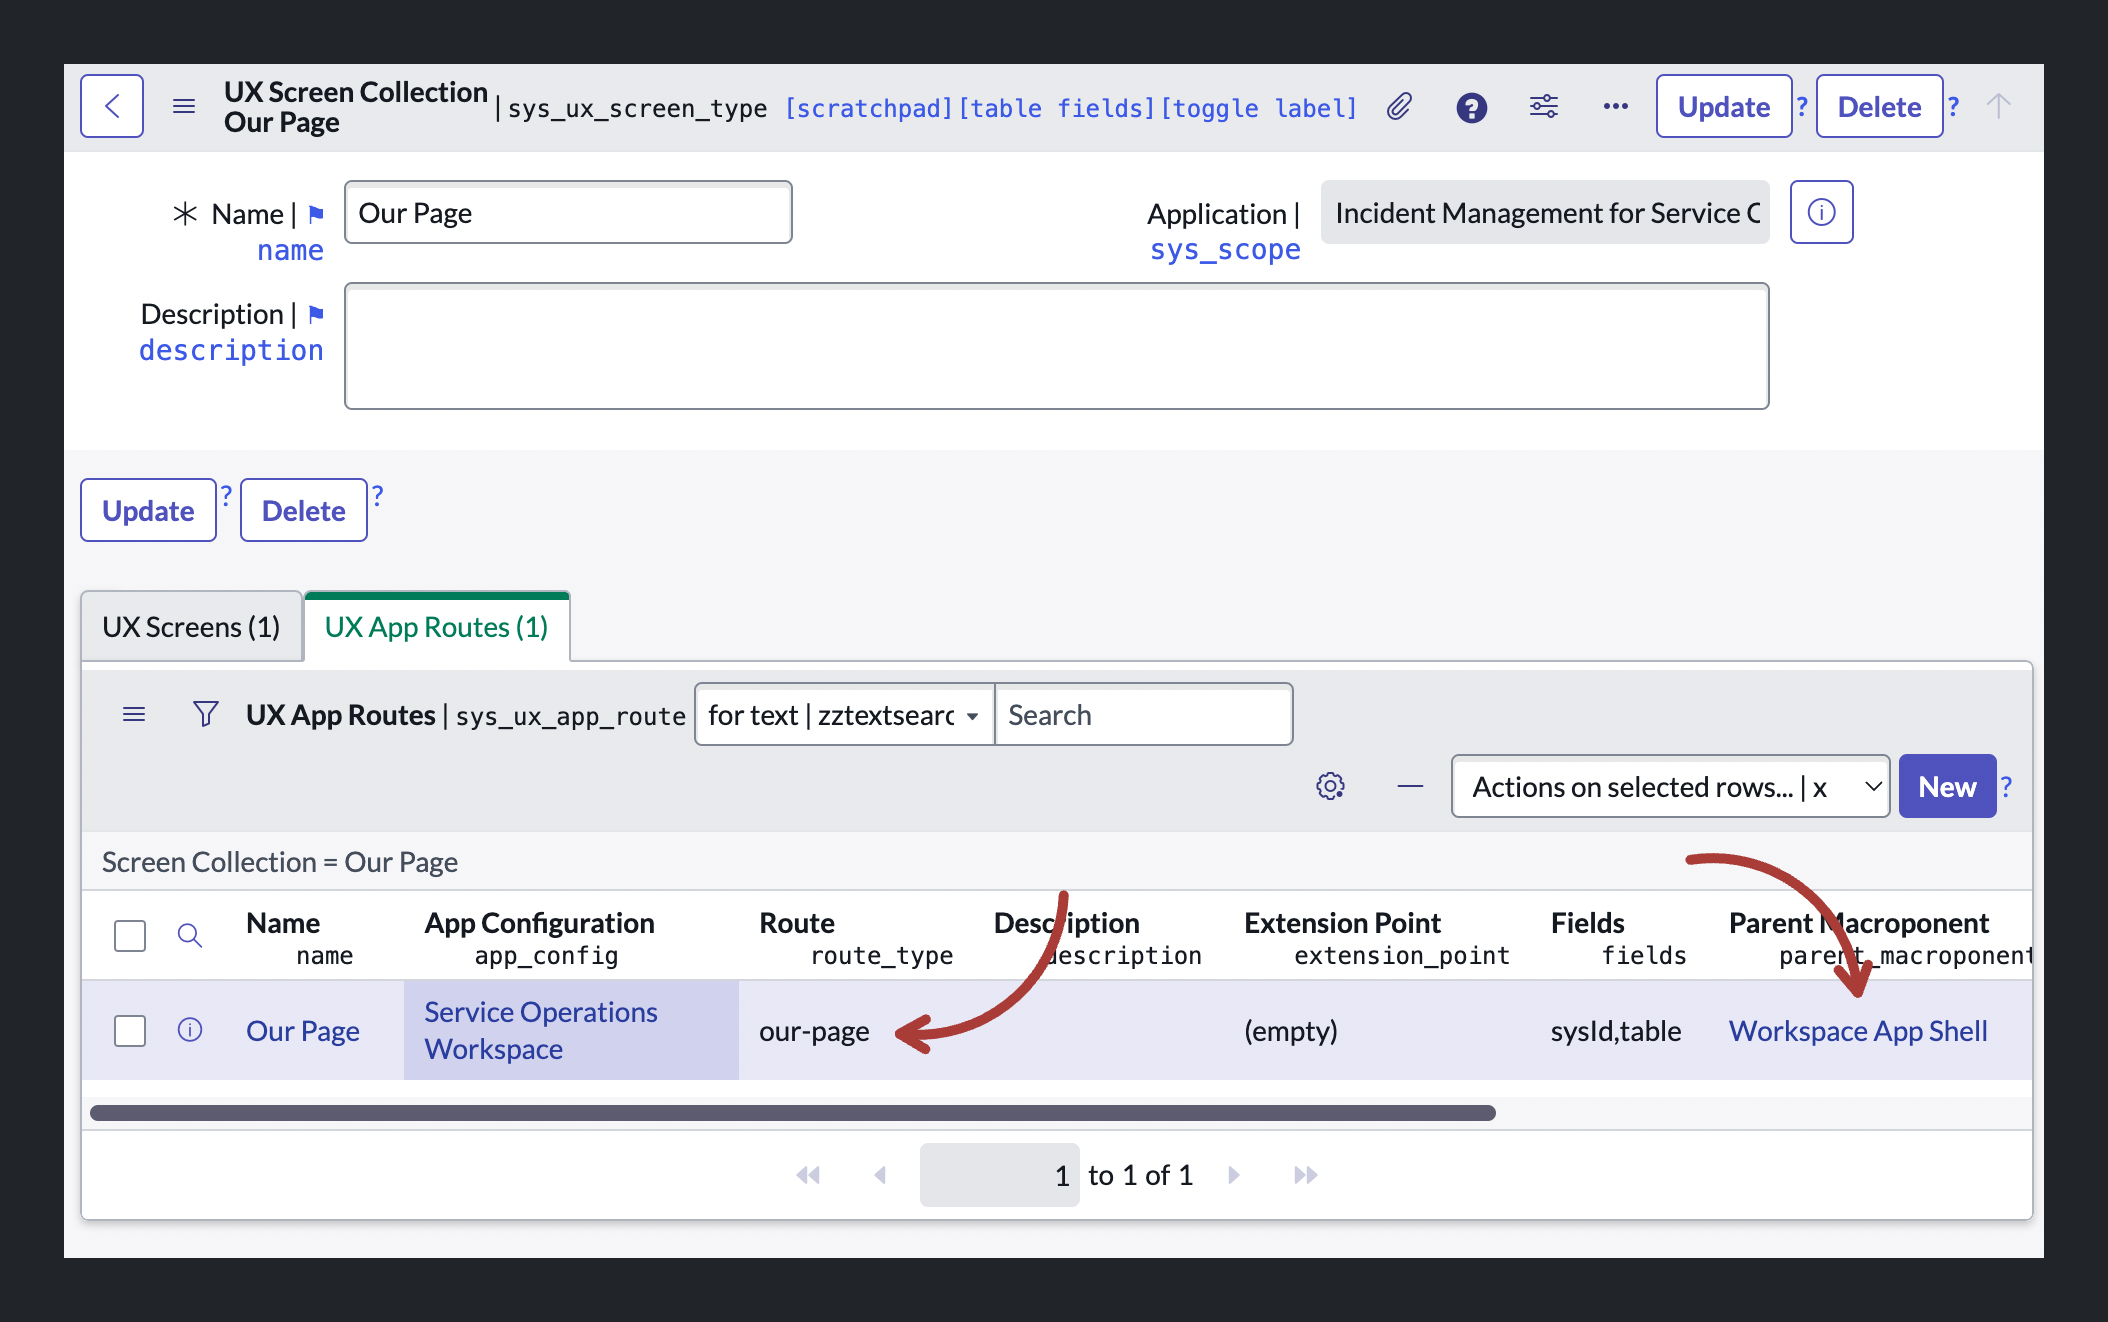 UX Screen Collection
Our Page
| sys_ux_screen_type [scratchpad][table fields][toggle label]
Update ? Delete ?
Name |
name
Our Page
Application |
sys_scope
Incident Management for Service
Description |
description
Update ? Delete ?
UX Screens (1) UX App Routes (1)
UX App Routes | sys_ux_app_route for text | zztextsearc Search
Actions on selected rows... | x New ?
Screen Collection = Our Page
Name App Configuration Route Description Extension Point Fields Parent Macroponent
name app_config route_type description extension_point fields parent_macroponent
Our Page Service Operations Workspace our-page (empty) sysId,table Workspace App Shell
1 to 1 of 1